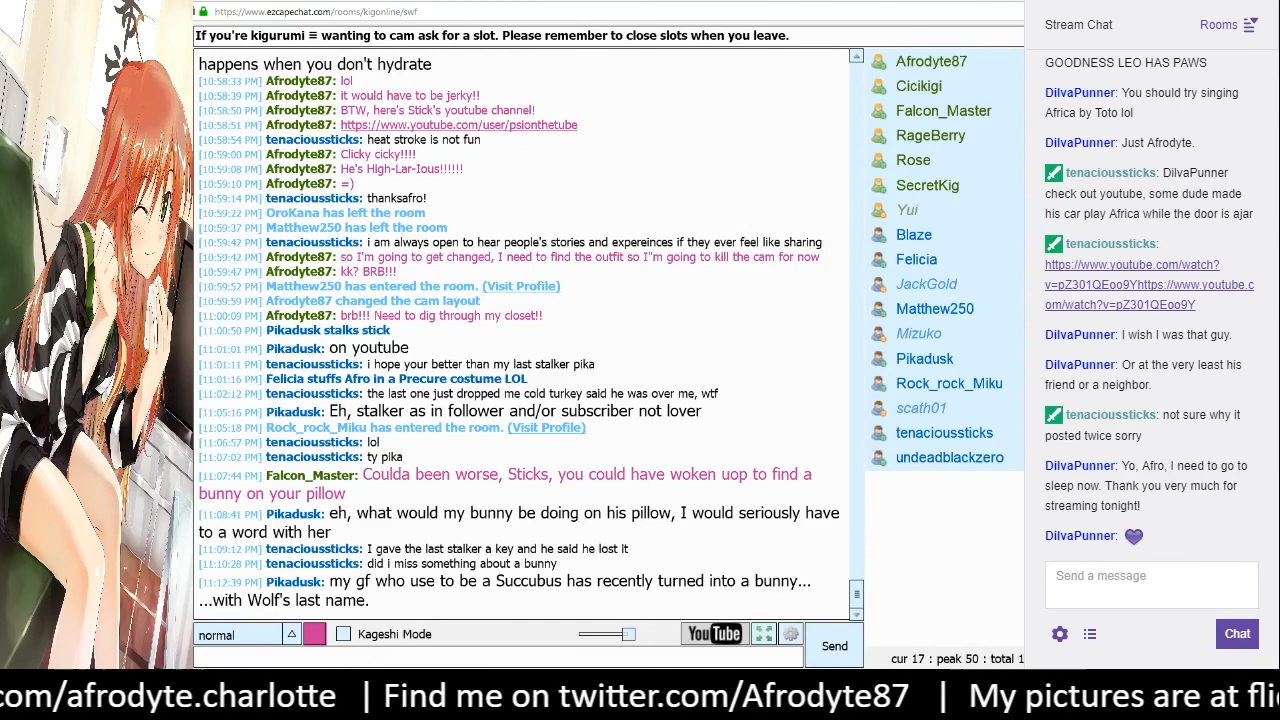 https://www.ezcapechat.com/rooms/kigonline/swf
If you're kigurumi ≡ wanting to cam ask for a slot. Please remember to close slots when you leave.
happens when you don't hydrate
[10:58:33 PM] Afrodyte87: lol
[10:58:39 PM] Afrodyte87: it would have to be jerky!!
[10:58:50 PM] Afrodyte87: BTW, here's Stick's youtube channel!
[10:58:51 PM] Afrodyte87: https://www.youtube.com/user/psionthetube
[10:58:54 PM] tenacioussticks: heat stroke is not fun
[10:59:00 PM] Afrodyte87: Clicky cicky!!!!
[10:59:08 PM] Afrodyte87: He's High-Lar-Ious!!!!!!
[10:59:10 PM] Afrodyte87: =)
[10:59:14 PM] tenacioussticks: thanksafro!
[10:59:22 PM] OroKana has left the room
[10:59:37 PM] Matthew250 has left the room
[10:59:42 PM] tenacioussticks: i am always open to hear people's stories and expereinces if they ever feel like sharing
[10:59:42 PM] Afrodyte87: so I'm going to get changed, I need to find the outfit so I"m going to kill the cam for now
[10:59:47 PM] Afrodyte87: kk? BRB!!!
[10:59:52 PM] Matthew250 has entered the room. (Visit Profile)
[10:59:59 PM] Afrodyte87 changed the cam layout
[11:00:09 PM] Afrodyte87: brb!!! Need to dig through my closet!!
[11:00:50 PM] Pikadusk stalks stick
[11:01:01 PM] Pikadusk: on youtube
[11:01:11 PM] tenacioussticks: i hope your better than my last stalker pika
[11:01:16 PM] Felicia stuffs Afro in a Precure costume LOL
[11:02:12 PM] tenacioussticks: the last one just dropped me cold turkey said he was over me, wtf
[11:05:16 PM] Pikadusk: Eh, stalker as in follower and/or subscriber not lover
[11:05:18 PM] Rock_rock_Miku has entered the room. (Visit Profile)
[11:06:57 PM] tenacioussticks: lol
[11:07:02 PM] tenacioussticks: ty pika
[11:07:44 PM] Falcon_Master: Coulda been worse, Sticks, you could have woken uop to find a
bunny on your pillow
[11:08:41 PM] Pikadusk: eh, what would my bunny be doing on his pillow, I would seriously have
to a word with her
[11:09:12 PM] tenacioussticks: I gave the last stalker a key and he said he lost it
[11:10:28 PM] tenacioussticks: did i miss something about a bunny
[11:12:39 PM] Pikadusk: my gf who use to be a Succubus has recently turned into a bunny...
...with Wolf's last name.
normal
Kageshi Mode
YouTube
Send
Afrodyte87
Cicikigi
Falcon_Master
RageBerry
Rose
SecretKig
Yui
Blaze
Felicia
JackGold
Matthew250
Mizuko
Pikadusk
Rock_rock_Miku
scath01
tenacioussticks
undeadblackzero
cur 17 : peak 50 : total 1
Stream Chat
Rooms
GOODNESS LEO HAS PAWS
DilvaPunner: You should try singing
Africa by Toto lol
DilvaPunner: Just Afrodyte.
tenacioussticks: DilvaPunner
check out youtube, some dude made
his car play Africa while the door is ajar
tenacioussticks:
https://www.youtube.com/watch?
v=pZ301QEoo9Yhttps://www.youtube.c
om/watch?v=pZ301QEoo9Y
DilvaPunner: I wish I was that guy.
DilvaPunner: Or at the very least his
friend or a neighbor.
tenacioussticks: not sure why it
posted twice sorry
DilvaPunner: Yo, Afro, I need to go to
sleep now. Thank you very much for
streaming tonight!
DilvaPunner:
Send a message
Chat
com/afrodyte.charlotte | Find me on twitter.com/Afrodyte87 | My pictures are at fli